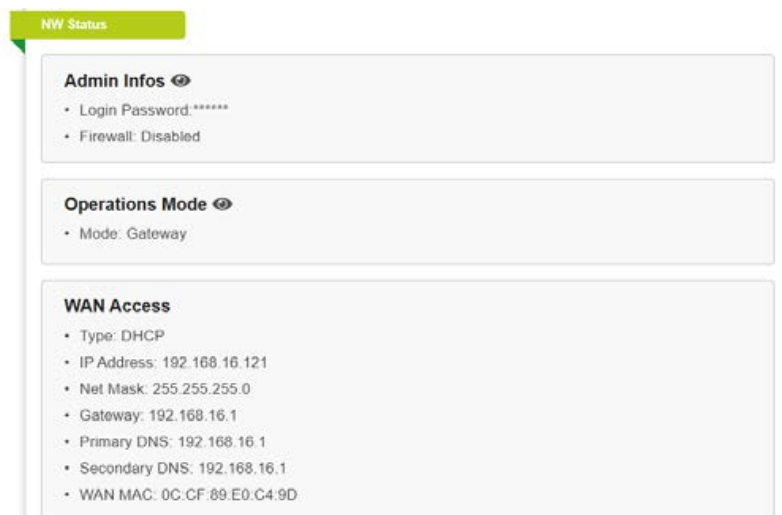 NW Status
Admin Infos
• Login Password:******
• Firewall: Disabled
Operations Mode
• Mode: Gateway
WAN Access
• Type: DHCP
• IP Address: 192.168.16.121
• Net Mask: 255.255.255.0
• Gateway: 192.168.16.1
• Primary DNS: 192.168.16.1
• Secondary DNS: 192.168.16.1
• WAN MAC: 0C:CF:89:E0:C4:9D